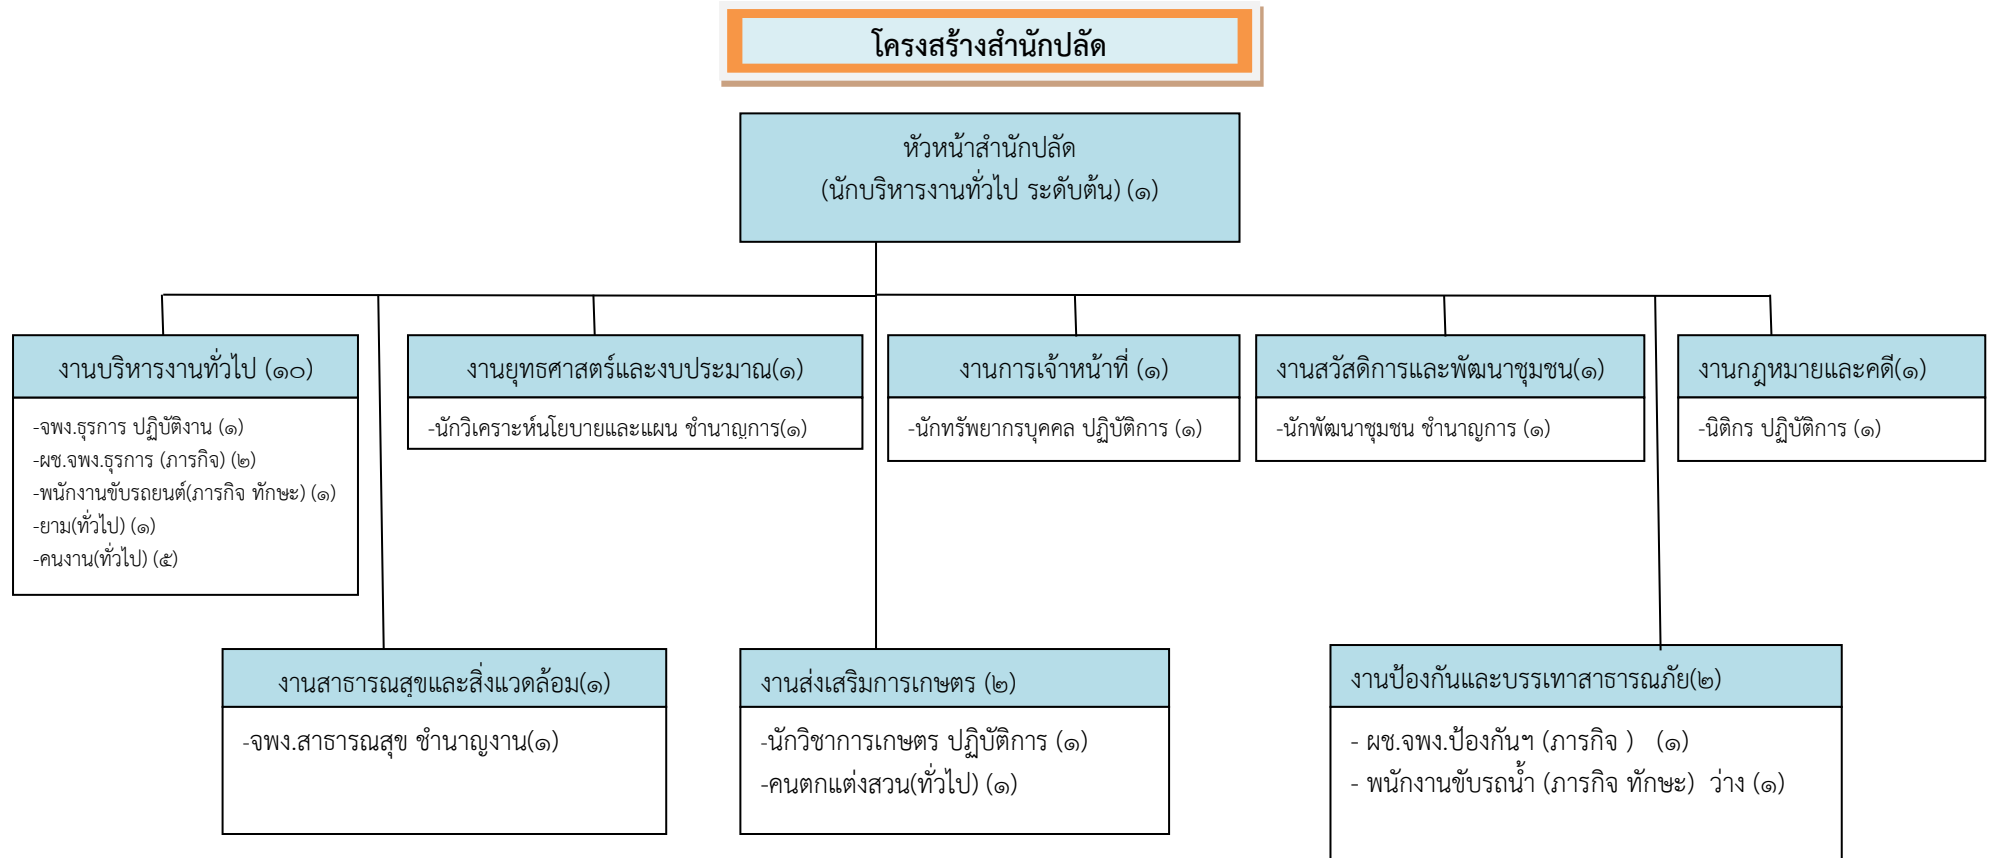 โครงสร้างสำนักปลัด
หัวหน้าสำนักปลัด
(นักบริหารงานทั่วไป ระดับต้น) (๑)
งานบริหารงานทั่วไป (๑๐)
-จพง.ธุรการ ปฏิบัติงาน (๑)
-ผช.จพง.ธุรการ (ภารกิจ) (๒)
-พนักงานขับรถยนต์(ภารกิจ ทักษะ) (๑)
-ยาม(ทั่วไป) (๑)
-คนงาน(ทั่วไป) (๕)
งานยุทธศาสตร์และงบประมาณ(๑)
-นักวิเคราะห์นโยบายและแผน ชำนาญการ(๑)
งานการเจ้าหน้าที่ (๑)
-นักทรัพยากรบุคคล ปฏิบัติการ (๑)
งานสวัสดิการและพัฒนาชุมชน(๑)
-นักพัฒนาชุมชน ชำนาญการ (๑)
งานกฎหมายและคดี(๑)
-นิติกร ปฏิบัติการ (๑)
งานสาธารณสุขและสิ่งแวดล้อม(๑)
-จพง.สาธารณสุข ชำนาญงาน(๑)
งานส่งเสริมการเกษตร (๒)
-นักวิชาการเกษตร ปฏิบัติการ (๑)
-คนตกแต่งสวน(ทั่วไป) (๑)
งานป้องกันและบรรเทาสาธารณภัย(๒)
- ผช.จพง.ป้องกันฯ (ภารกิจ ) (๑)
- พนักงานขับรถน้ำ (ภารกิจ ทักษะ) ว่าง (๑)